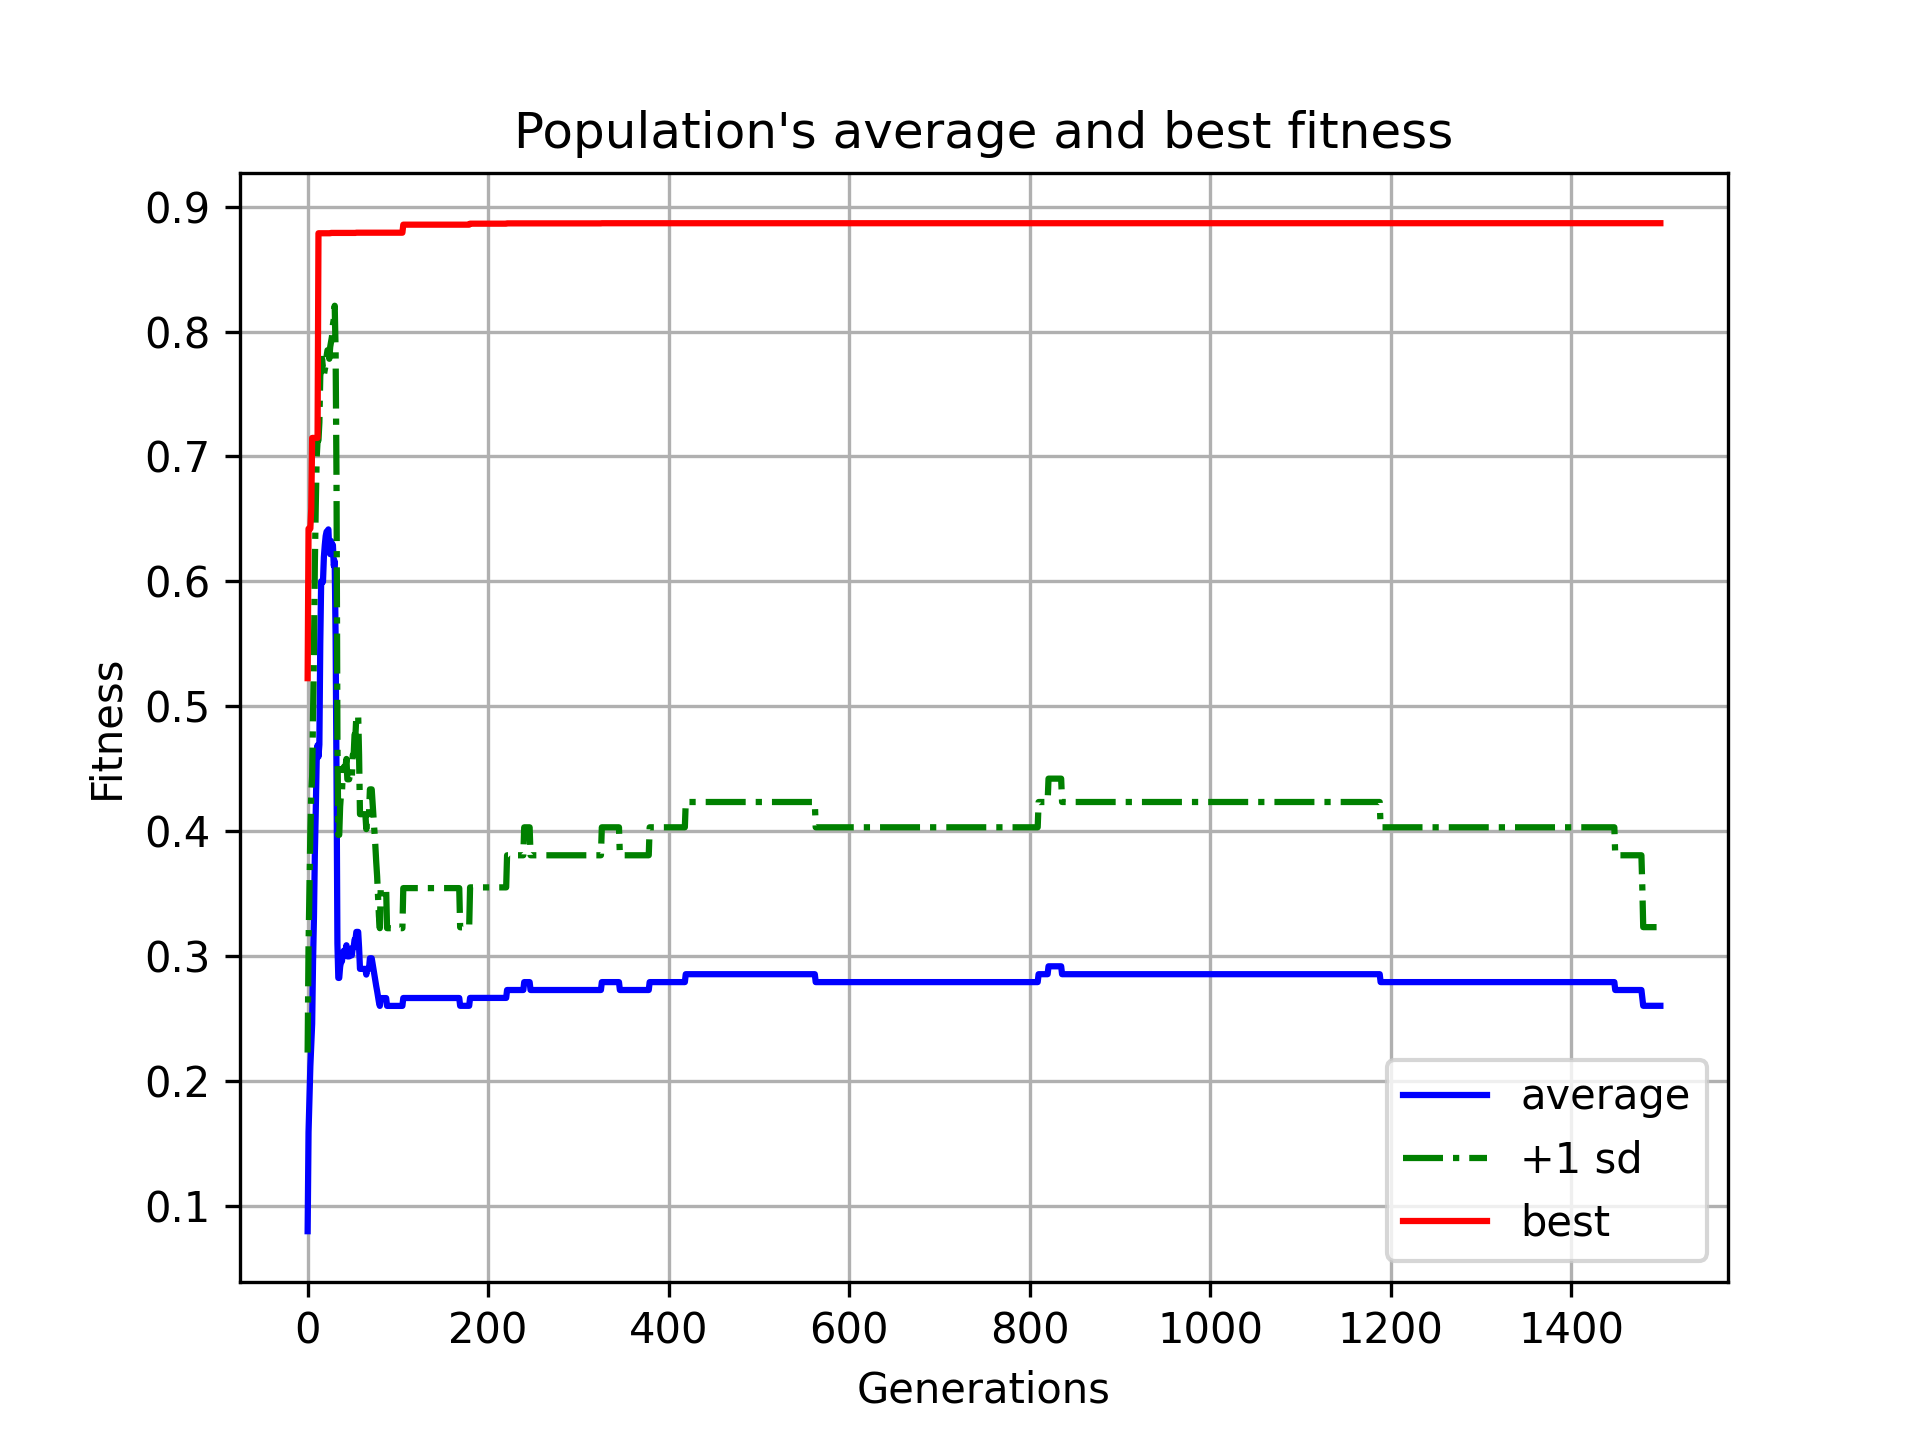 Population's average and best fitness
0.9
0.8
0.7
0.6
0.5
0.4
0.3
0.2
0.1
Fitness
average
+1 sd
best
0 200 400 600 800 1000 1200 1400
Generations